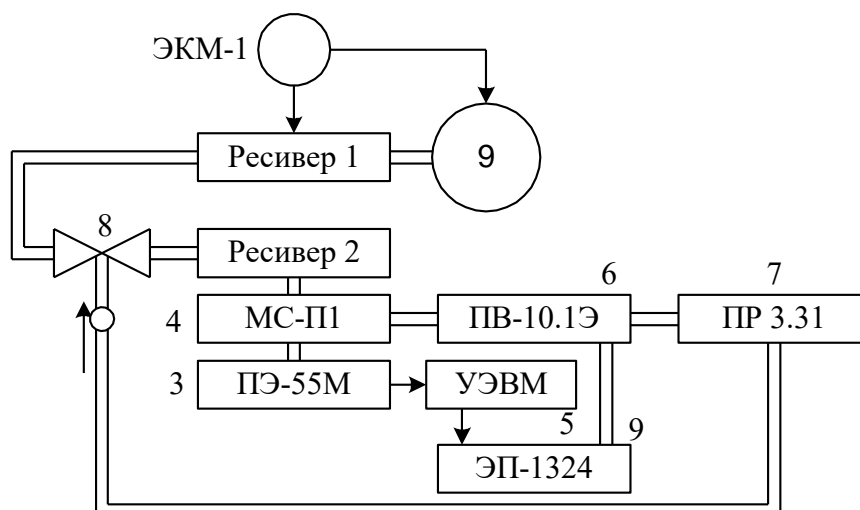 ЭКМ-1
Ресивер 1
9
8
Ресивер 2
6
7
4
МС-П1
ПВ-10.1Э
ПР 3.31
3
ПЭ-55М
УЭВМ
5
9
ЭП-1324